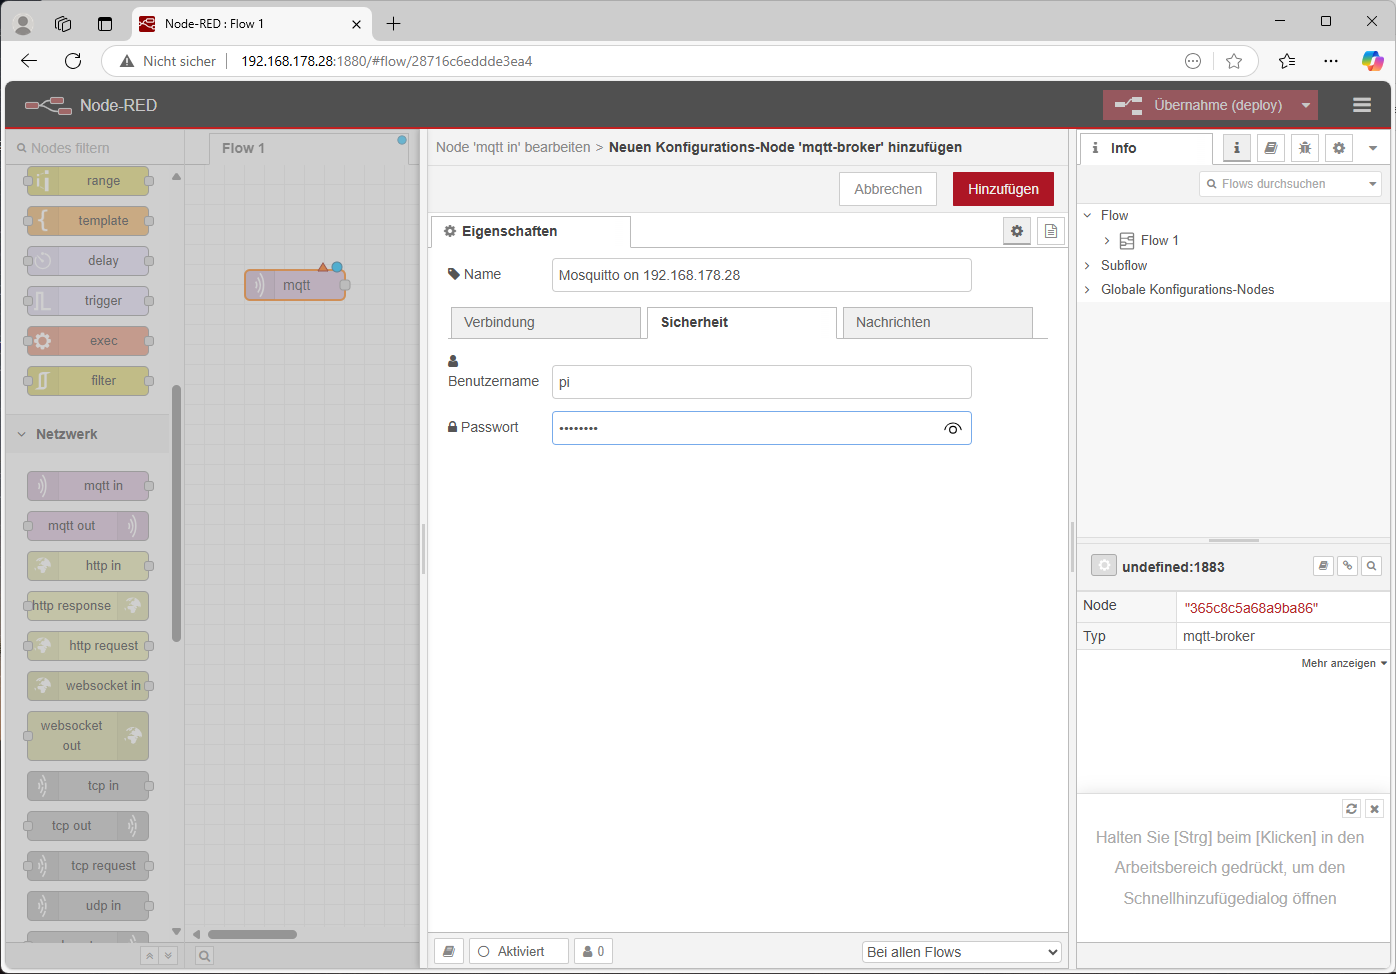 Node-RED : Flow 1
Nicht sicher
192.168.178.28:1880/#flow/28716c6eddde3ea4
Node-RED
Übernahme (deploy)
Nodes filtern
range
template
delay
trigger
exec
filter
Netzwerk
mqtt in
mqtt out
http in
http response
http request
websocket in
websocket
out
tcp in
tcp out
tcp request
udp in
Flow 1
mqtt
Node 'mqtt in' bearbeiten > Neuen Konfigurations-Node 'mqtt-broker' hinzufügen
Abbrechen
Hinzufügen
Eigenschaften
Name
Mosquitto on 192.168.178.28
Verbindung
Sicherheit
Nachrichten
Benutzername
pi
Passwort
••••••••
Aktiviert
0
Bei allen Flows
i Info
i
Flows durchsuchen
Flow
Flow 1
Subflow
Globale Konfigurations-Nodes
undefined:1883
Node "365c8c5a68a9ba86"
Typ mqtt-broker
Mehr anzeigen
Halten Sie [Strg] beim [Klicken] in den
Arbeitsbereich gedrückt, um den
Schnellhinzufügedialog öffnen